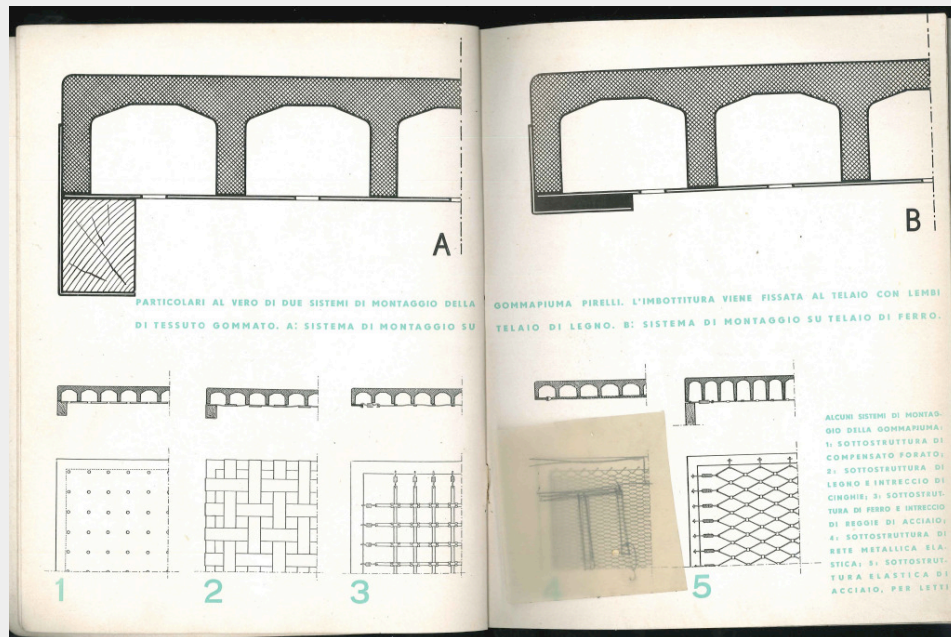 A
B
PARTICOLARI AL VERO DI DUE SISTEMI DI MONTAGGIO DELLA GOMMAPIUMA PIRELLI. L'IMBOTTITURA VIENE FISSATA AL TELAIO CON LEMBI
DI TESSUTO GOMMATO. A: SISTEMA DI MONTAGGIO SU TELAIO DI LEGNO. B: SISTEMA DI MONTAGGIO SU TELAIO DI FERRO.
1
2
3
4
5
ALCUNI SISTEMI DI MONTAG-
GIO DELLA GOMMAPIUMA:
1: SOTTOSTRUTTURA DI
COMPENSATO FORATO;
2: SOTTOSTRUTTURA DI
LEGNO E INTRECCIO DI
CINGHIE; 3: SOTTOSTRUT-
TURA DI FERRO E INTRECCIO
DI REGGIE DI ACCIAIO;
4: SOTTOSTRUTTURA DI
RETE METALLICA ELA-
STICA; 5: SOTTOSTRUT-
TURA ELASTICA DI
ACCIAIO, PER LETTI